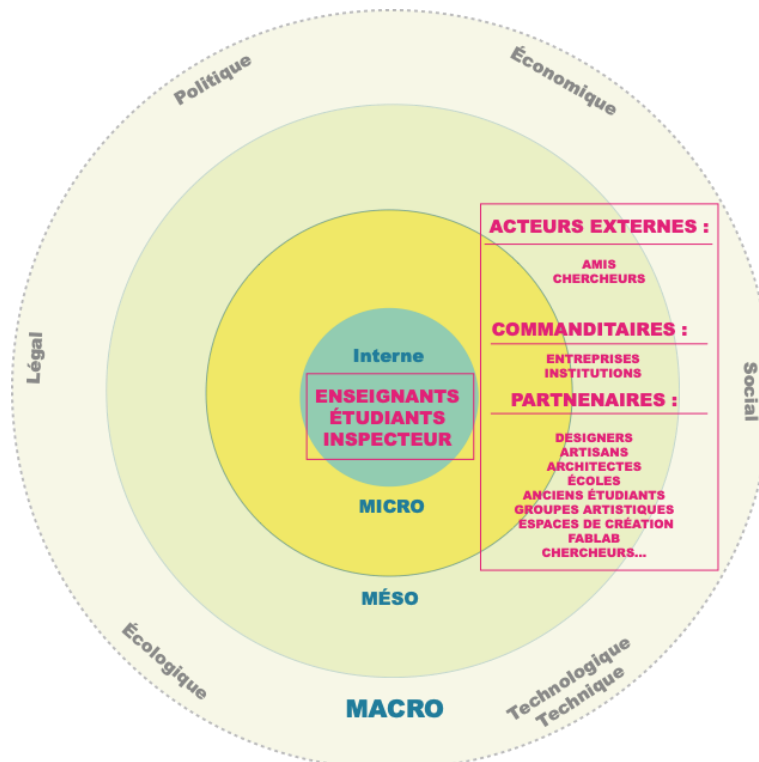 Politique
Économique
Légal
Social
Écologique
Technologique
Technique
Interne
ENSEIGNANTS
ÉTUDIANTS
INSPECTEUR
MICRO
MÉSO
MACRO
ACTEURS EXTERNES :
AMIS
CHERCHEURS
COMMANDITAIRES :
ENTREPRISES
INSTITUTIONS
PARTNENAIRES :
DESIGNERS
ARTISANS
ARCHITECTES
ÉCOLES
ANCIENS ÉTUDIANTS
GROUPES ARTISTIQUES
ESPACES DE CRÉATION
FABLAB
CHERCHEURS...